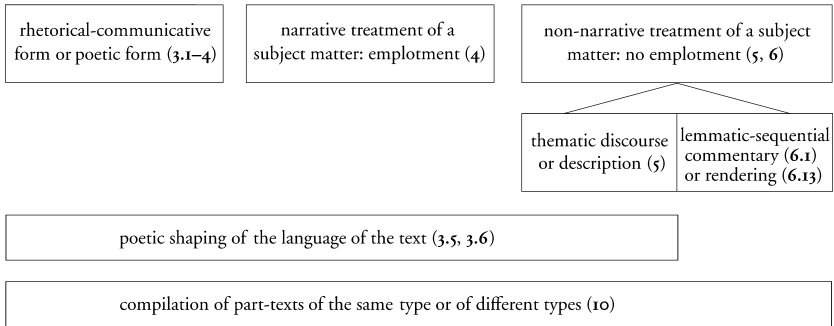 rhetorical-communicative
form or poetic form (3.1–4)
narrative treatment of a
subject matter: emplotment (4)
non-narrative treatment of a subject
matter: no emplotment (5, 6)
thematic discourse
or description (5)
lemmatic-sequential
commentary (6.1)
or rendering (6.13)
poetic shaping of the language of the text (3.5, 3.6)
compilation of part-texts of the same type or of different types (10)